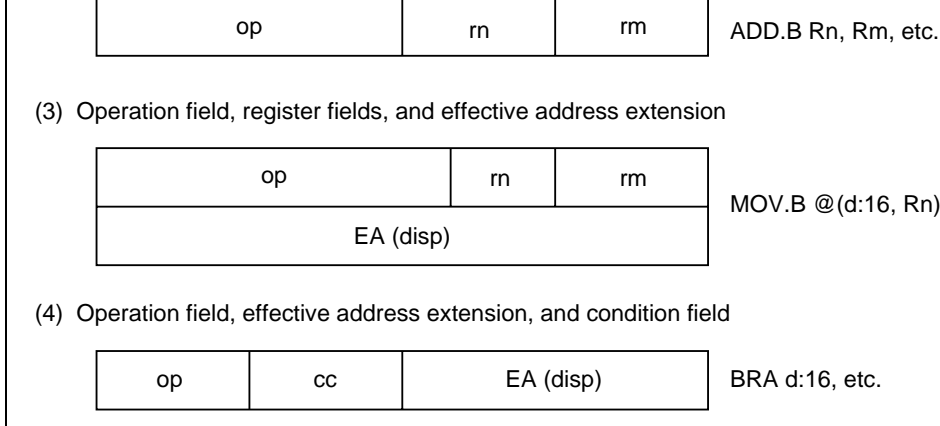 op rn rm ADD.B Rn, Rm, etc.
(3) Operation field, register fields, and effective address extension
op rn rm
MOV.B @(d:16, Rn)
EA (disp)
(4) Operation field, effective address extension, and condition field
op cc EA (disp) BRA d:16, etc.